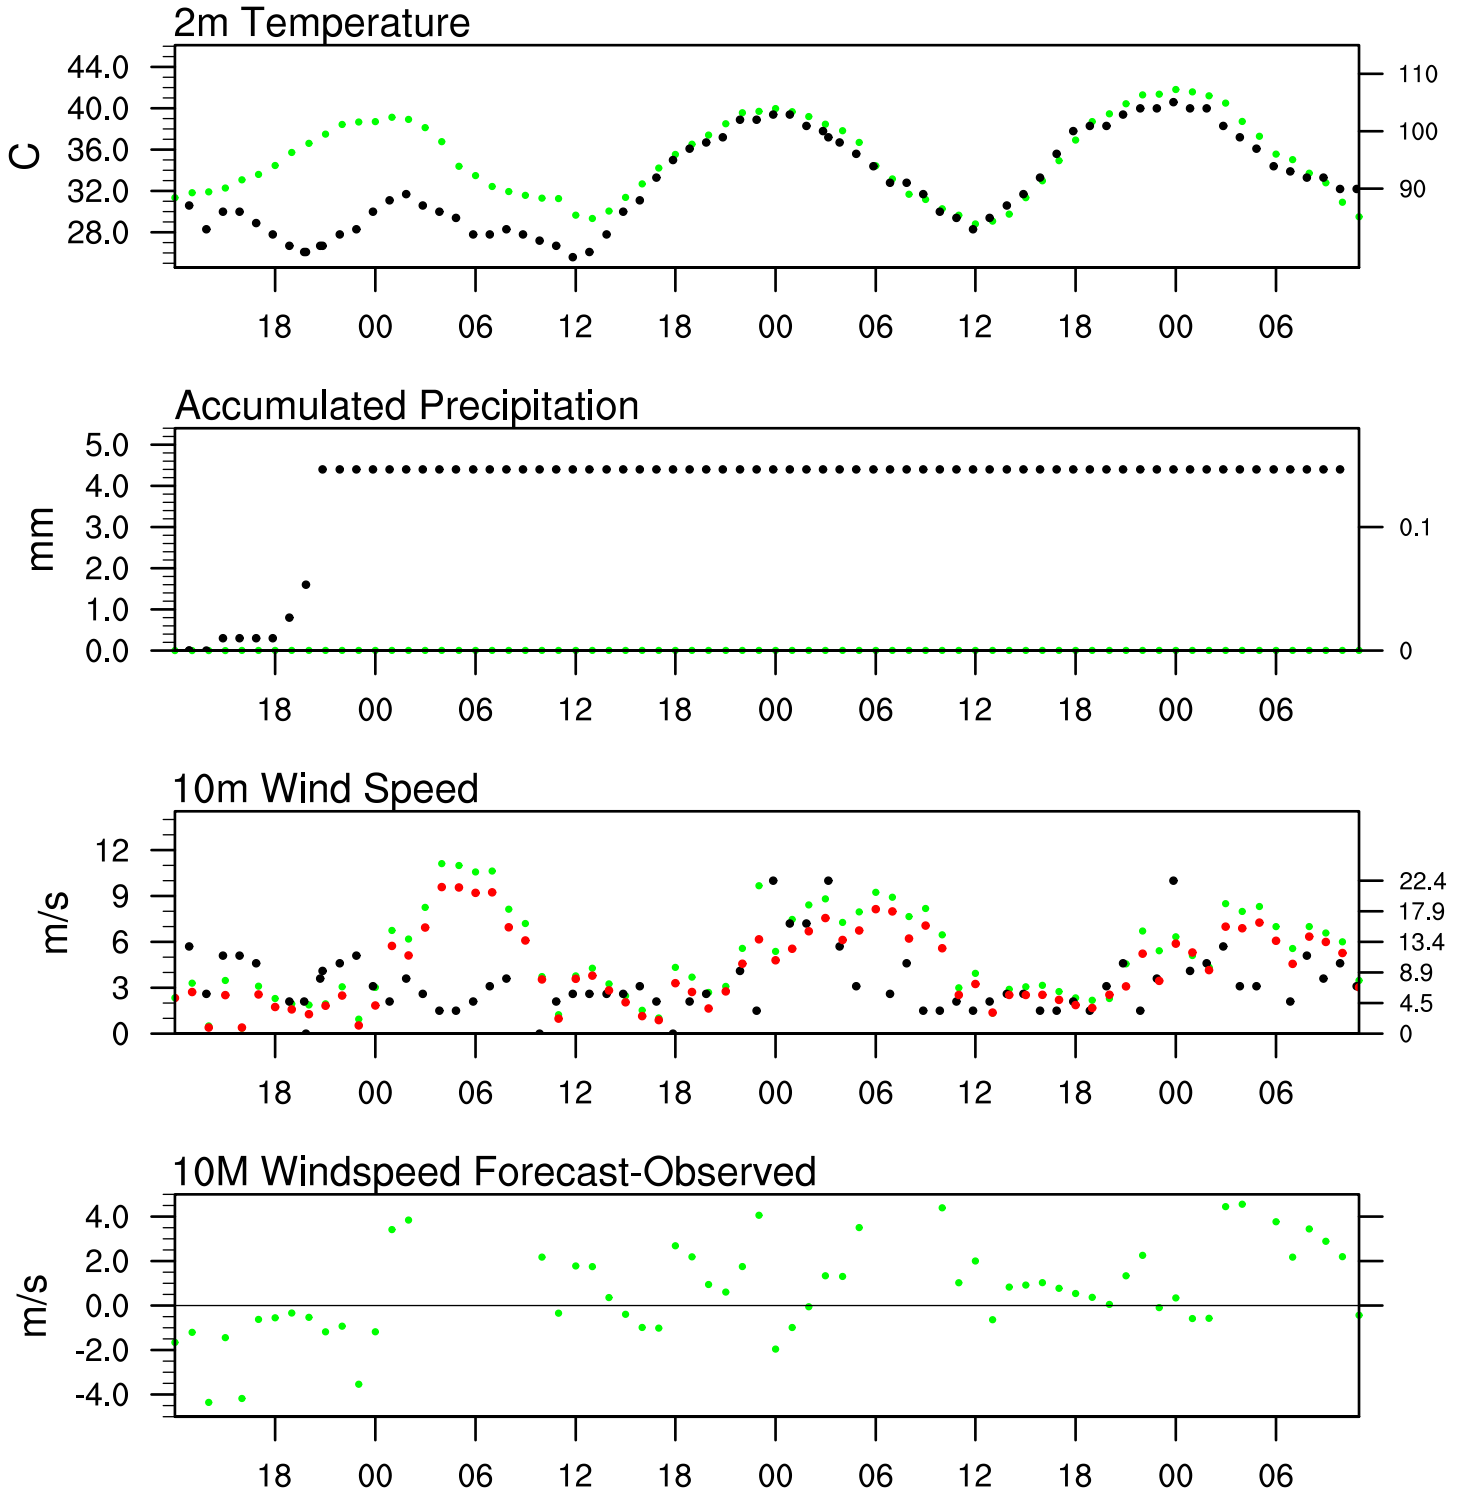 2m Temperature
44.0
40.0
36.0
32.0
28.0
C
110
100
90
18 00 06 12 18 00 06 12 18 00 06
Accumulated Precipitation
5.0
4.0
3.0
2.0
1.0
0.0
mm
0.1
0
18 00 06 12 18 00 06 12 18 00 06
10m Wind Speed
12
9
6
3
0
m/s
22.4
17.9
13.4
8.9
4.5
0
18 00 06 12 18 00 06 12 18 00 06
10M Windspeed Forecast-Observed
4.0
2.0
0.0
-2.0
-4.0
m/s
18 00 06 12 18 00 06 12 18 00 06